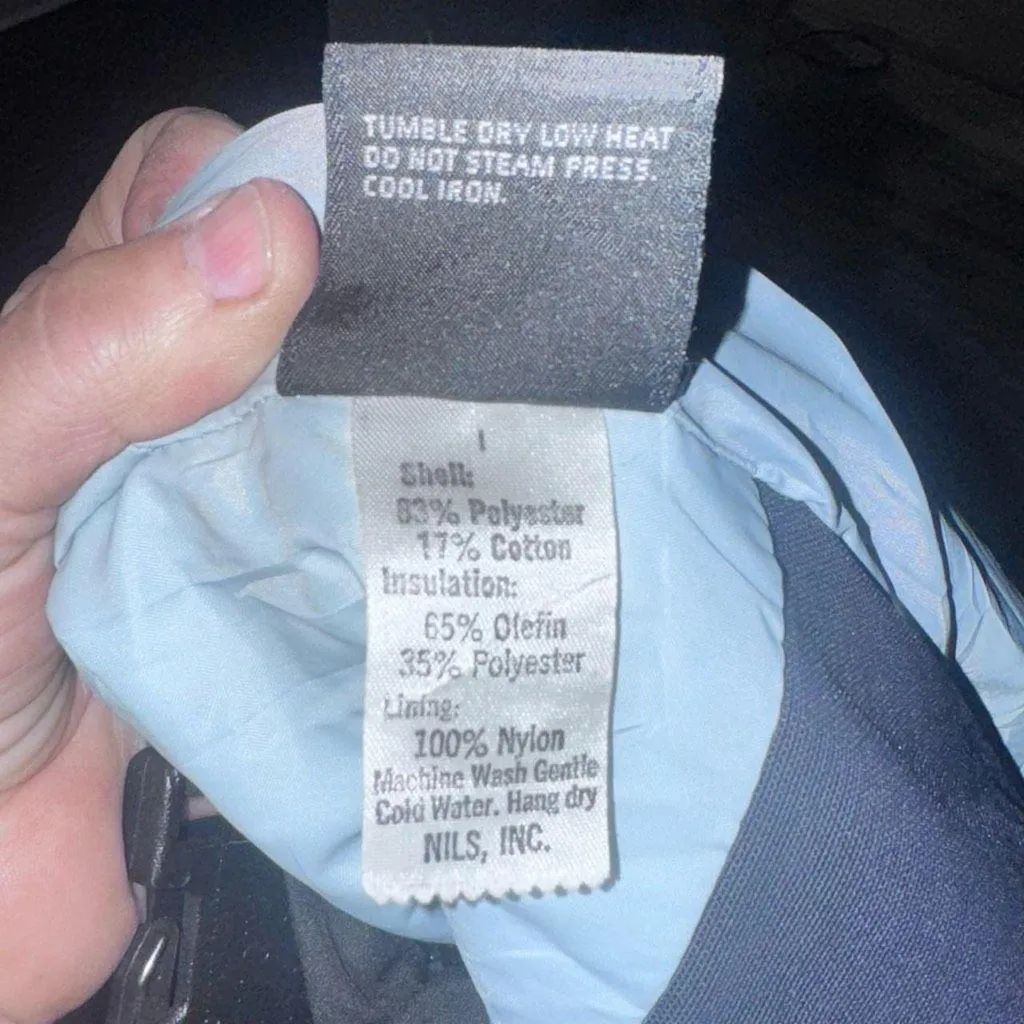 TUMBLE DRY LOW HEAT
DO NOT STEAM PRESS.
COOL IRON.
Shell:
83% Polyester
17% Cotton
Insulation:
65% Olefin
35% Polyester
Lining:
100% Nylon
Machine Wash Gentle
Cold Water. Hang dry
NILS, INC.